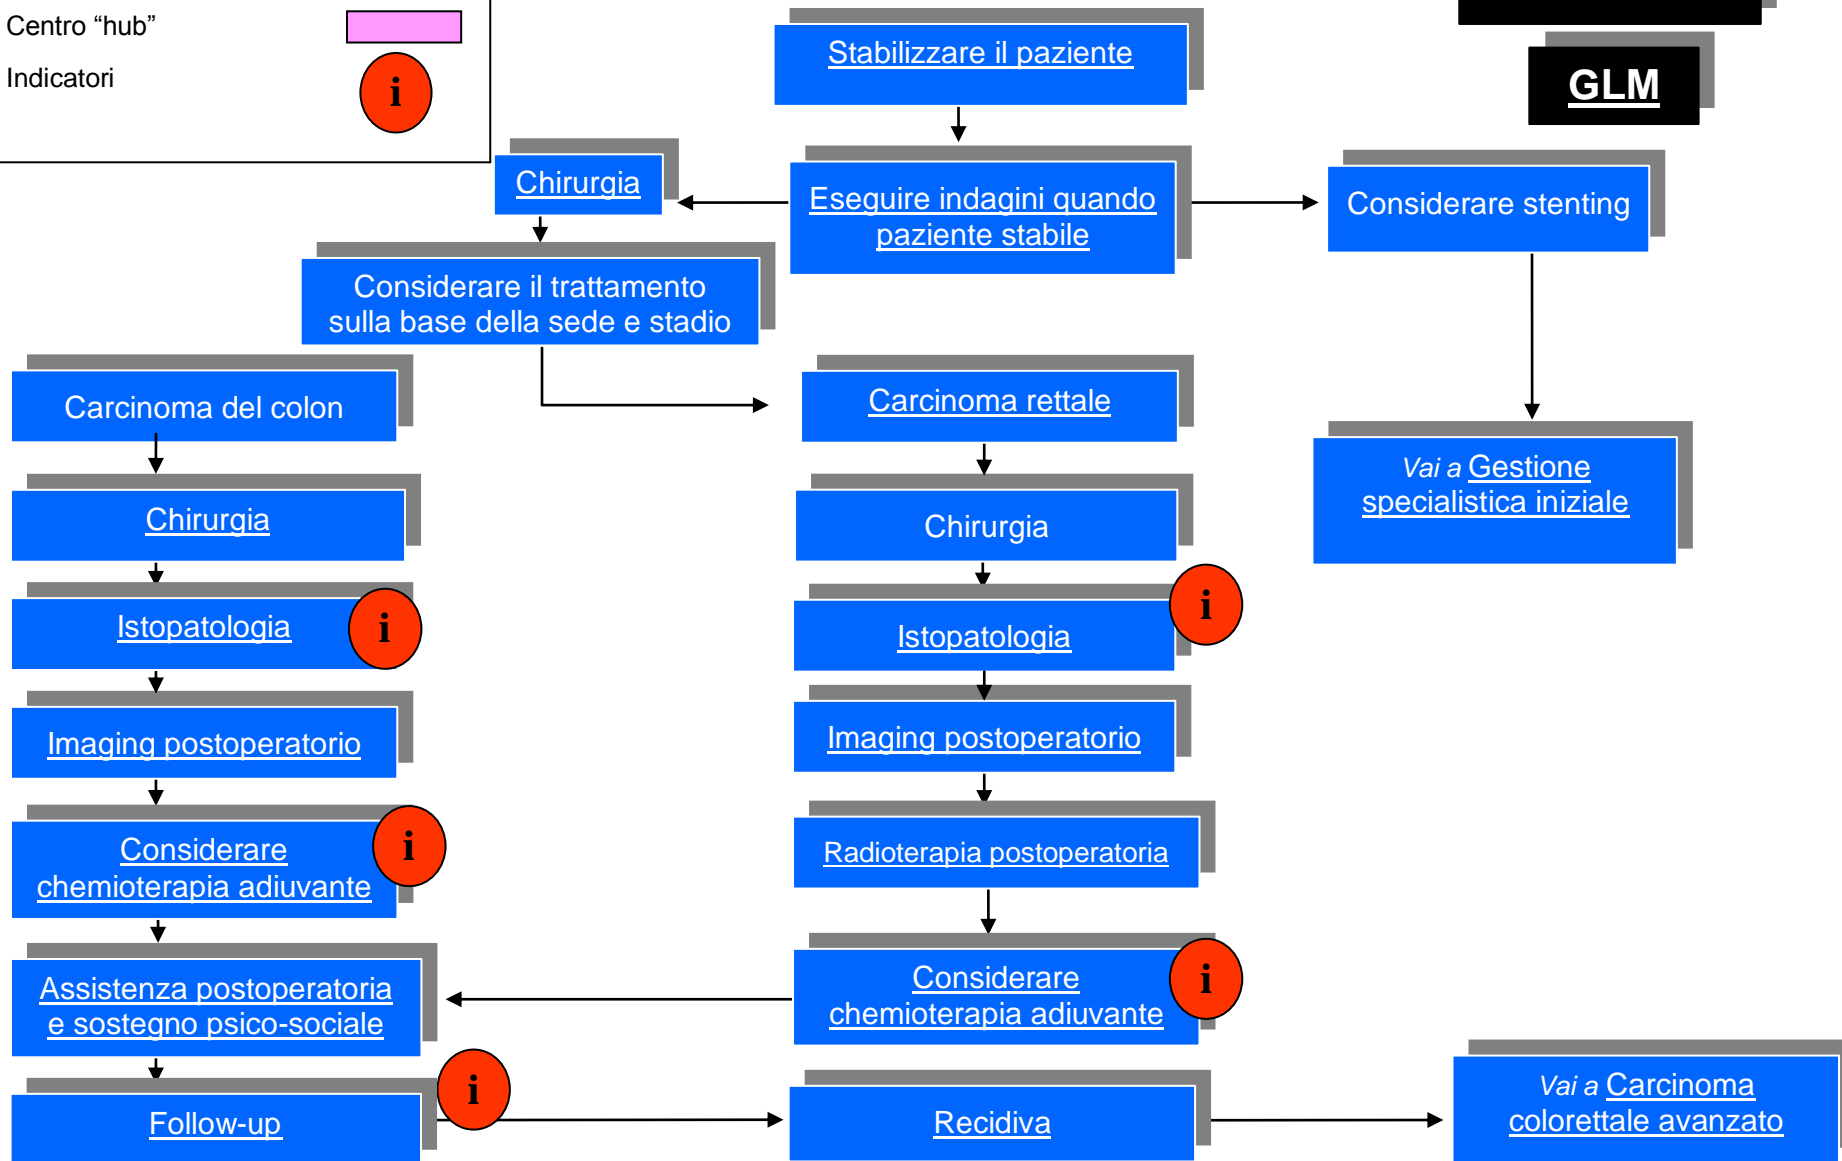 Centro “hub”
Indicatori
i
Stabilizzare il paziente
GLM
Chirurgia
Eseguire indagini quando
paziente stabile
Considerare stenting
Considerare il trattamento
sulla base della sede e stadio
Carcinoma del colon
Carcinoma rettale
Vai a Gestione
specialistica iniziale
Chirurgia
Chirurgia
Istopatologia
i
Istopatologia
i
Imaging postoperatorio
Imaging postoperatorio
Considerare
chemioterapia adiuvante
i
Radioterapia postoperatoria
Assistenza postoperatoria
e sostegno psico-sociale
Considerare
chemioterapia adiuvante
i
Follow-up
i
Recidiva
Vai a Carcinoma
colorettale avanzato